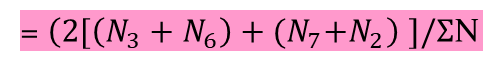 = (2[(N₃ + N₆) + (N₇+N₂) ]/ΣN